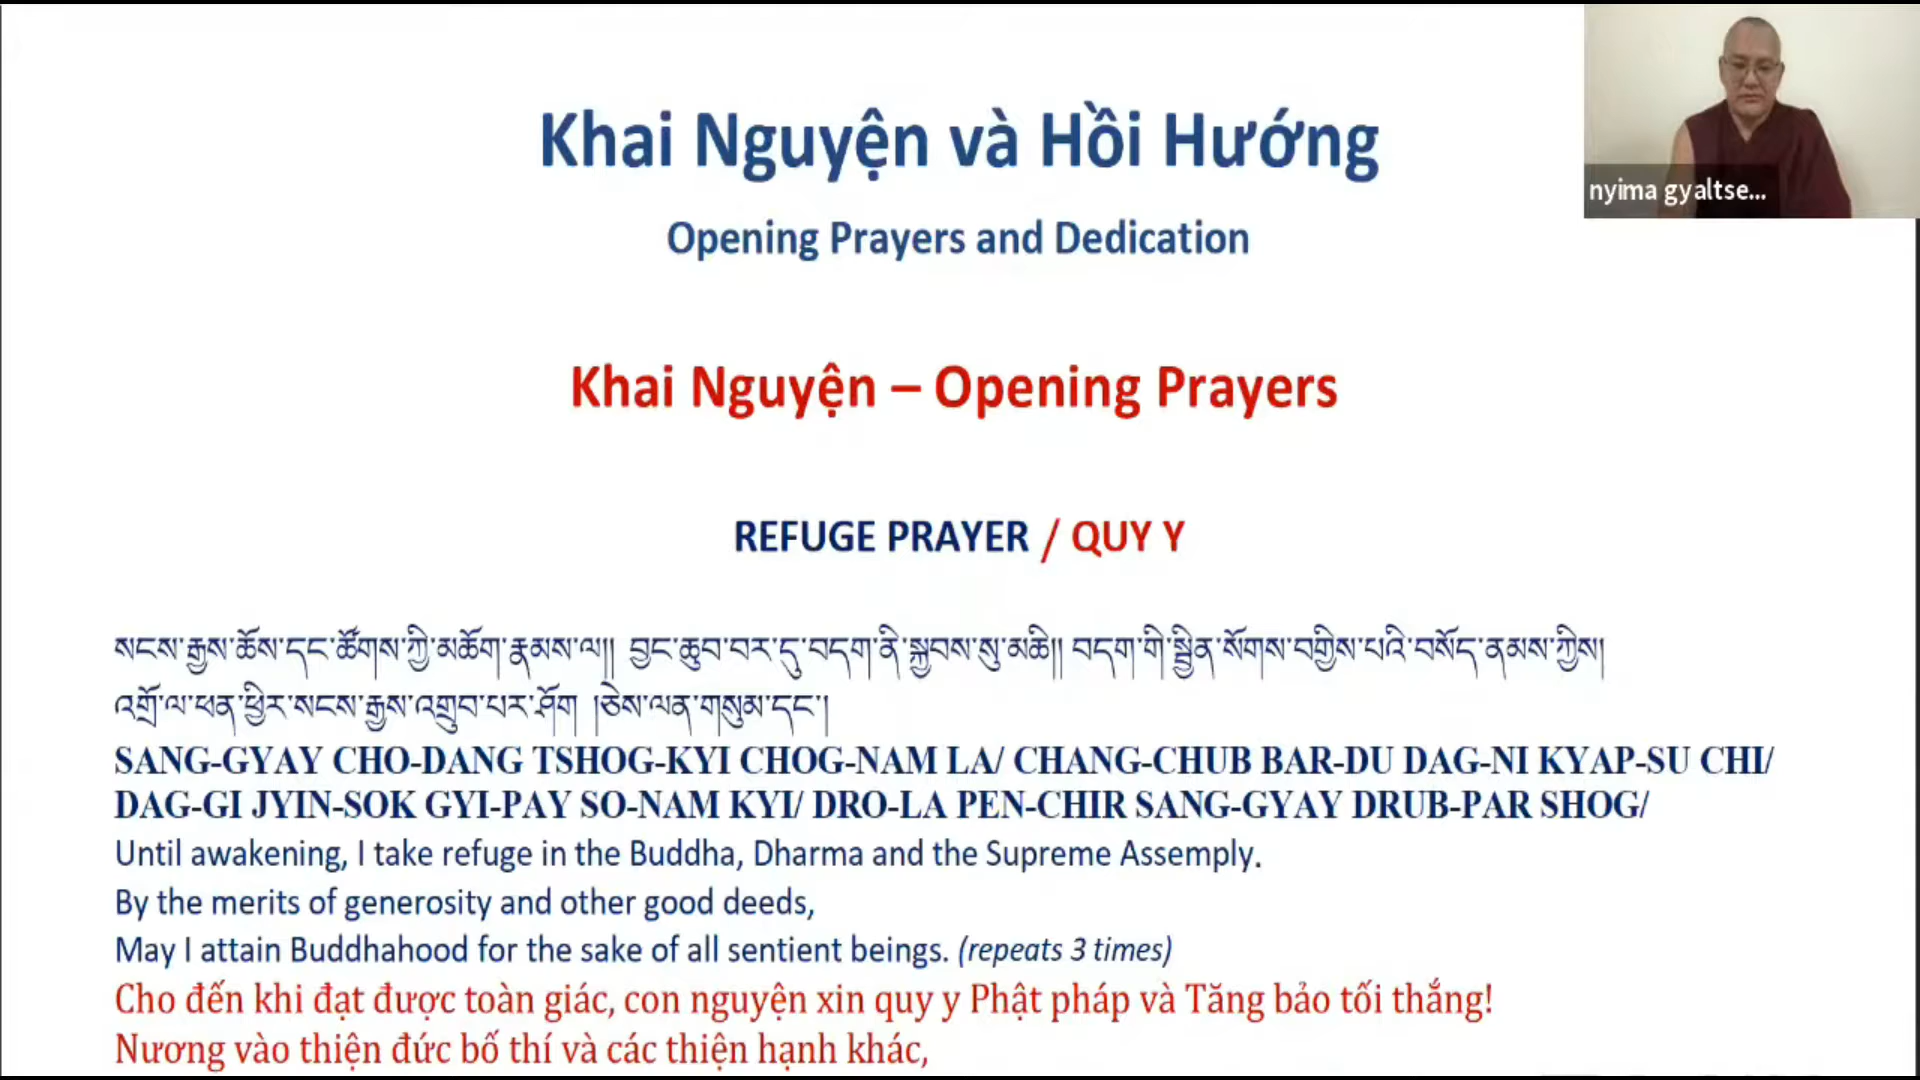 Khai Nguyện và Hồi Hướng
nyima gyaltse...
Opening Prayers and Dedication
Khai Nguyện – Opening Prayers
REFUGE PRAYER / QUY Y
སངས་རྒྱས་ཆོས་དང་ཚོགས་ཀྱི་མཆོག་རྣམས་ལ།། བྱང་ཆུབ་བར་དུ་བདག་ནི་སྐྱབས་སུ་མཆི།། བདག་གི་སྦྱིན་སོགས་བགྱིས་པའི་བསོད་ནམས་ཀྱིས།
འགྲོ་ལ་ཕན་ཕྱིར་སངས་རྒྱས་འགྲུབ་པར་ཤོག །ཅེས་ལན་གསུམ་དང་།
SANG-GYAY CHO-DANG TSHOG-KYI CHOG-NAM LA/ CHANG-CHUB BAR-DU DAG-NI KYAP-SU CHI/
DAG-GI JYIN-SOK GYI-PAY SO-NAM KYI/ DRO-LA PEN-CHIR SANG-GYAY DRUB-PAR SHOG/
Until awakening, I take refuge in the Buddha, Dharma and the Supreme Assemply.
By the merits of generosity and other good deeds,
May I attain Buddhahood for the sake of all sentient beings. (repeats 3 times)
Cho đến khi đạt được toàn giác, con nguyện xin quy y Phật pháp và Tăng bảo tối thắng!
Nương vào thiện đức bố thí và các thiện hạnh khác,